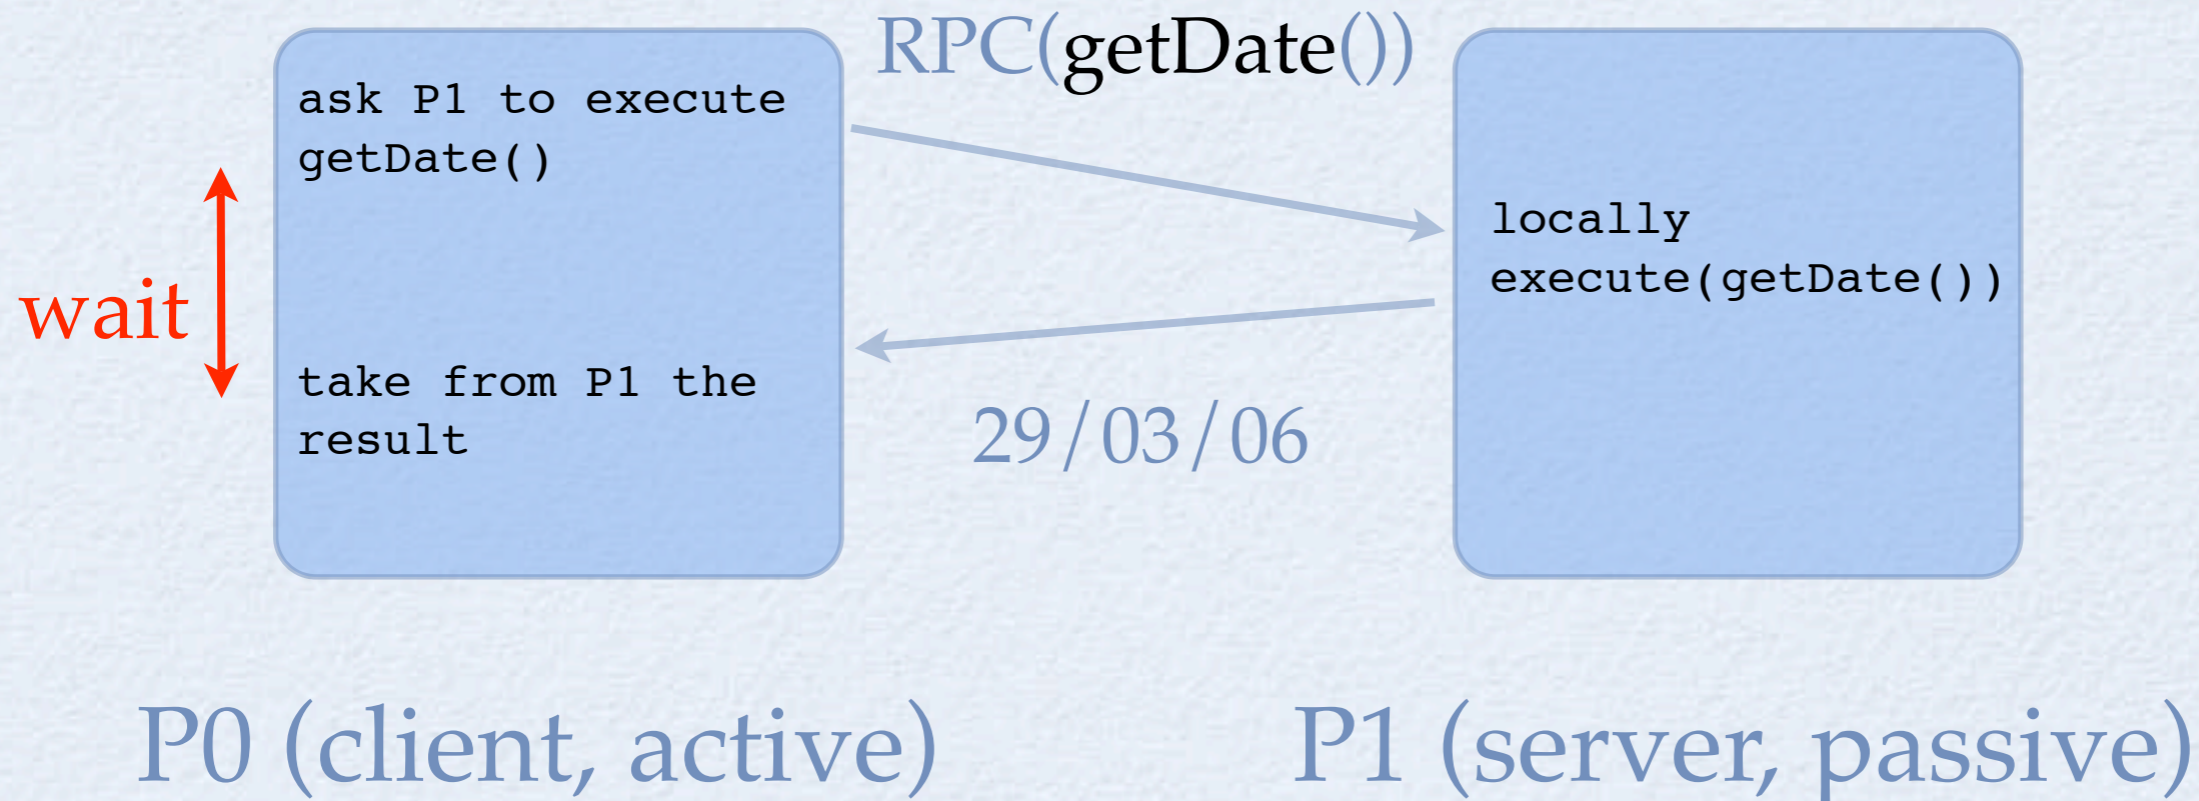 RPC(getDate())
ask P1 to execute
getDate()
wait
take from P1 the
result
locally
execute(getDate())
29/03/06
P0 (client, active)
P1 (server, passive)